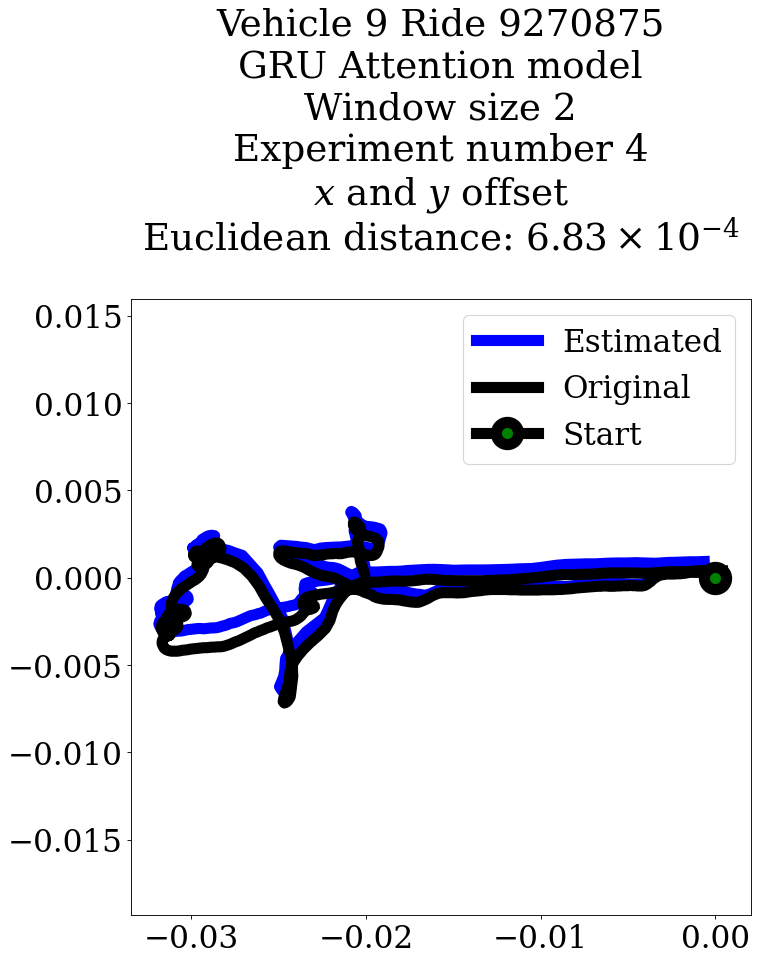 Vehicle 9 Ride 9270875
GRU Attention model
Window size 2
Experiment number 4
x and y offset
Euclidean distance: 6.83 × 10⁻⁴
Estimated
Original
Start
0.015
0.010
0.005
0.000
−0.005
−0.010
−0.015
−0.03 −0.02 −0.01 0.00